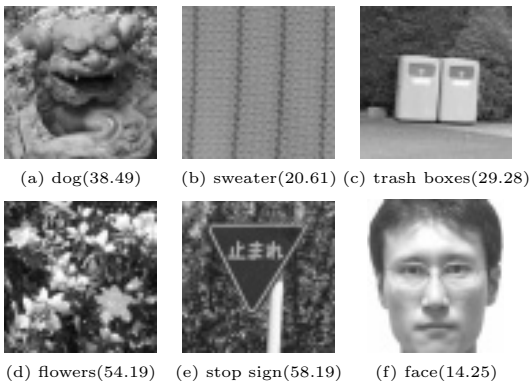 (a) dog(38.49)
(b) sweater(20.61)
(c) trash boxes(29.28)
止まれ
(d) flowers(54.19)
(e) stop sign(58.19)
(f) face(14.25)